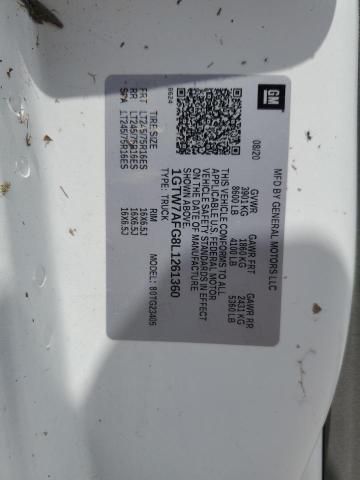 GM
MFD BY GENERAL MOTORS LLC
08/20
GVWR
3901 KG
8600 LB
GAWR FRT
1860 KG
4100 LB
GAWR RR
2431 KG
5360 LB
THIS VEHICLE CONFORMS TO ALL
APPLICABLE U.S. FEDERAL MOTOR
VEHICLE SAFETY STANDARDS IN EFFECT
ON THE DATE OF MANUFACTURE
SHOWN ABOVE.
1GTW7AFG8L1261360
TYPE: TRUCK
MODEL: 80TG23405
B624
TIRE SIZE
RIM
FRT LT245/75R16ES 16X6.5J
RR LT245/75R16ES 16X6.5J
SPA LT245/75R16ES 16X6.5J